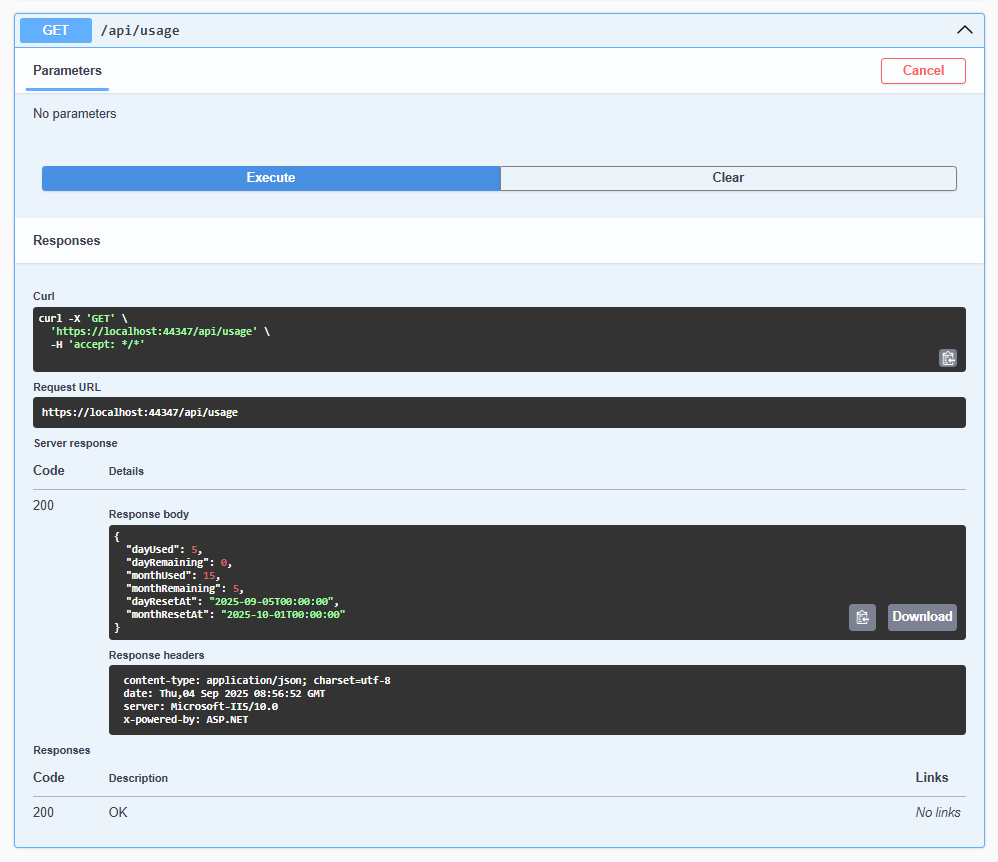 GET /api/usage
Parameters Cancel
No parameters
Execute Clear
Responses
Curl
curl -X 'GET' \
  'https://localhost:44347/api/usage' \
  -H 'accept: */*'
Request URL
https://localhost:44347/api/usage
Server response
Code Details
200
Response body
{
  "dayUsed": 5,
  "dayRemaining": 0,
  "monthUsed": 15,
  "monthRemaining": 5,
  "dayResetAt": "2025-09-05T00:00:00",
  "monthResetAt": "2025-10-01T00:00:00"
}
Download
Response headers
content-type: application/json; charset=utf-8
date: Thu,04 Sep 2025 08:56:52 GMT
server: Microsoft-IIS/10.0
x-powered-by: ASP.NET
Responses
Code Description Links
200 OK No links